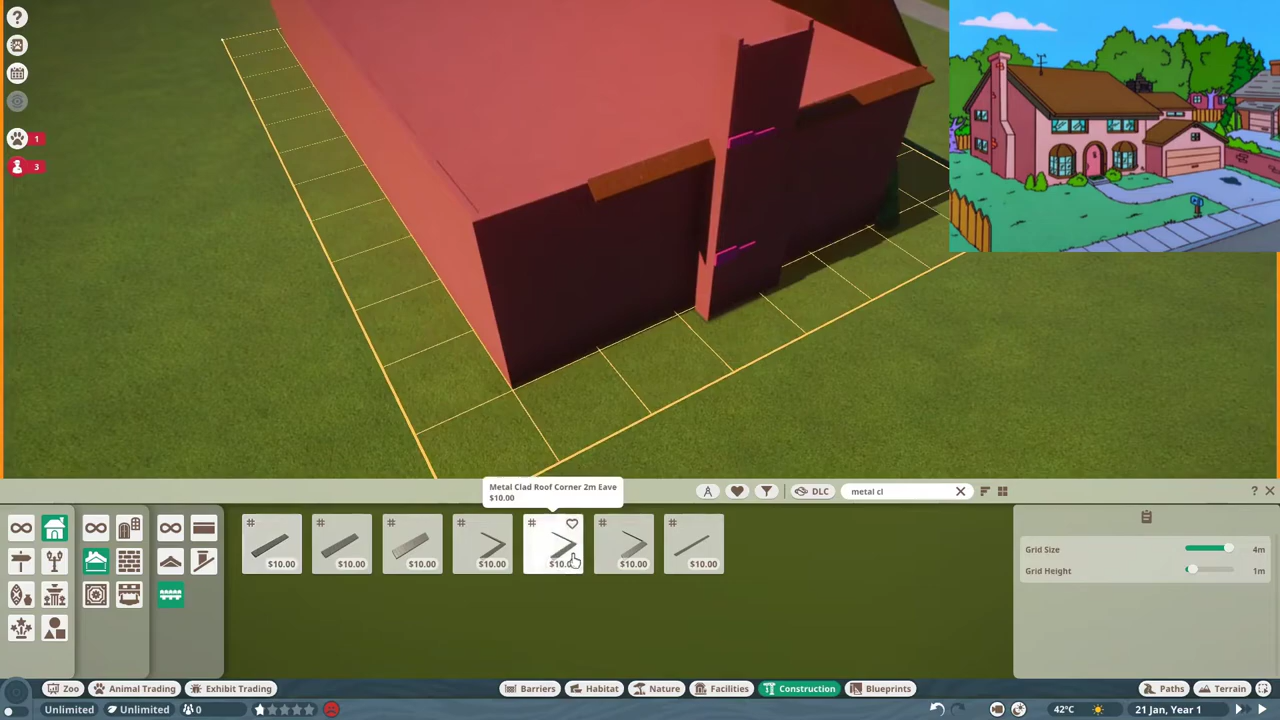 ?
1
3
Metal Clad Roof Corner 2m Eave
$10.00
DLC
metal cl
?
$10.00
$10.00
$10.00
$10.00
$10.00
$10.00
$10.00
Grid Size
4m
Grid Height
1m
Zoo
Animal Trading
Exhibit Trading
Barriers
Habitat
Nature
Facilities
Construction
Blueprints
Paths
Terrain
Unlimited
Unlimited
0
42°C
21 Jan, Year 1